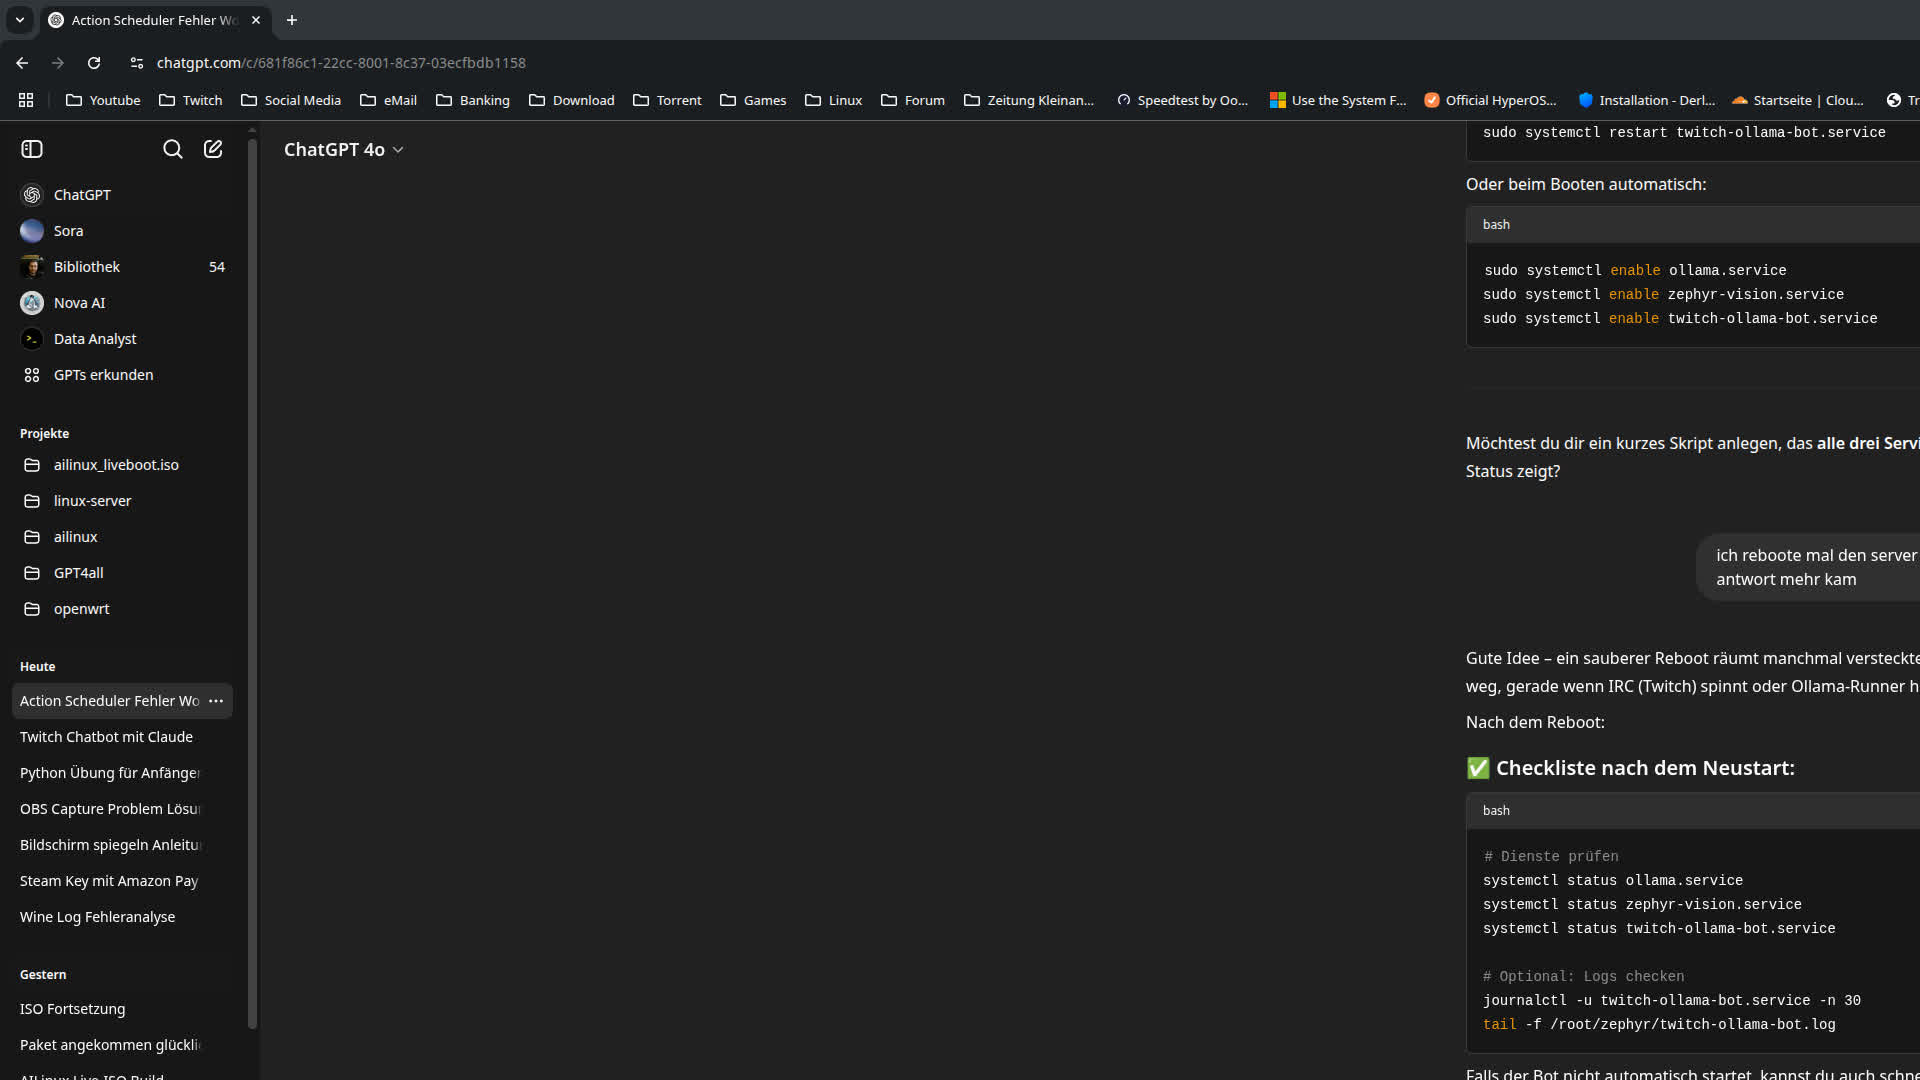 Action Scheduler Fehler Wo
chatgpt.com/c/681f86c1-22cc-8001-8c37-03ecfbdb1158
Youtube
Twitch
Social Media
eMail
Banking
Download
Torrent
Games
Linux
Forum
Zeitung Kleinan...
Speedtest by Oo...
Use the System F...
Official HyperOS...
Installation - Derl...
Startseite | Clou...
Tr
ChatGPT
Sora
Bibliothek 54
Nova AI
Data Analyst
GPTs erkunden
Projekte
ailinux_liveboot.iso
linux-server
ailinux
GPT4all
openwrt
Heute
Action Scheduler Fehler Wo
Twitch Chatbot mit Claude
Python Übung für Anfänger
OBS Capture Problem Lösu
Bildschirm spiegeln Anleitu
Steam Key mit Amazon Pay
Wine Log Fehleranalyse
Gestern
ISO Fortsetzung
Paket angekommen glückli
AILinux Live ISO Build
ChatGPT 4o
sudo systemctl restart twitch-ollama-bot.service
Oder beim Booten automatisch:
bash
sudo systemctl enable ollama.service
sudo systemctl enable zephyr-vision.service
sudo systemctl enable twitch-ollama-bot.service
Möchtest du dir ein kurzes Skript anlegen, das alle drei Servi
Status zeigt?
ich reboote mal den server
antwort mehr kam
Gute Idee – ein sauberer Reboot räumt manchmal versteckte
weg, gerade wenn IRC (Twitch) spinnt oder Ollama-Runner h
Nach dem Reboot:
✅ Checkliste nach dem Neustart:
bash
# Dienste prüfen
systemctl status ollama.service
systemctl status zephyr-vision.service
systemctl status twitch-ollama-bot.service
# Optional: Logs checken
journalctl -u twitch-ollama-bot.service -n 30
tail -f /root/zephyr/twitch-ollama-bot.log
Falls der Bot nicht automatisch startet, kannst du auch schne